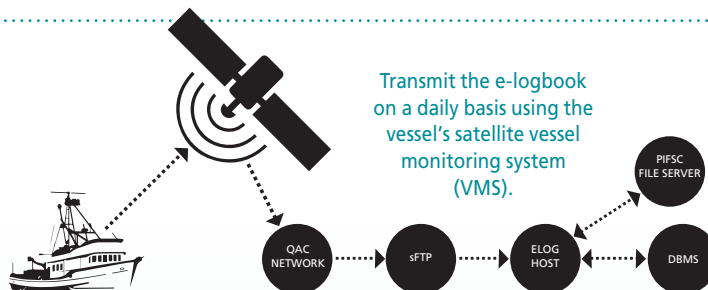 Transmit the e-logbook
on a daily basis using the
vessel's satellite vessel
monitoring system
(VMS).
PIFSC
FILE SERVER
QAC
NETWORK
sFTP
ELOG
HOST
DBMS